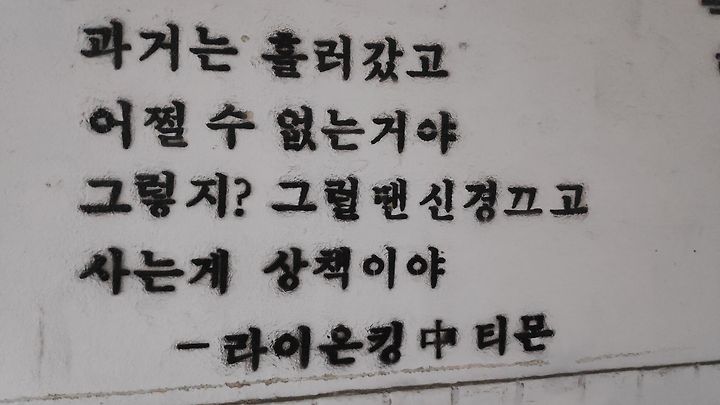 과거는 흘러갔고
어쩔 수 없는거야
그렇지? 그럴땐신경끄고
사는게 상책이야
-라이온킹 中 티몬